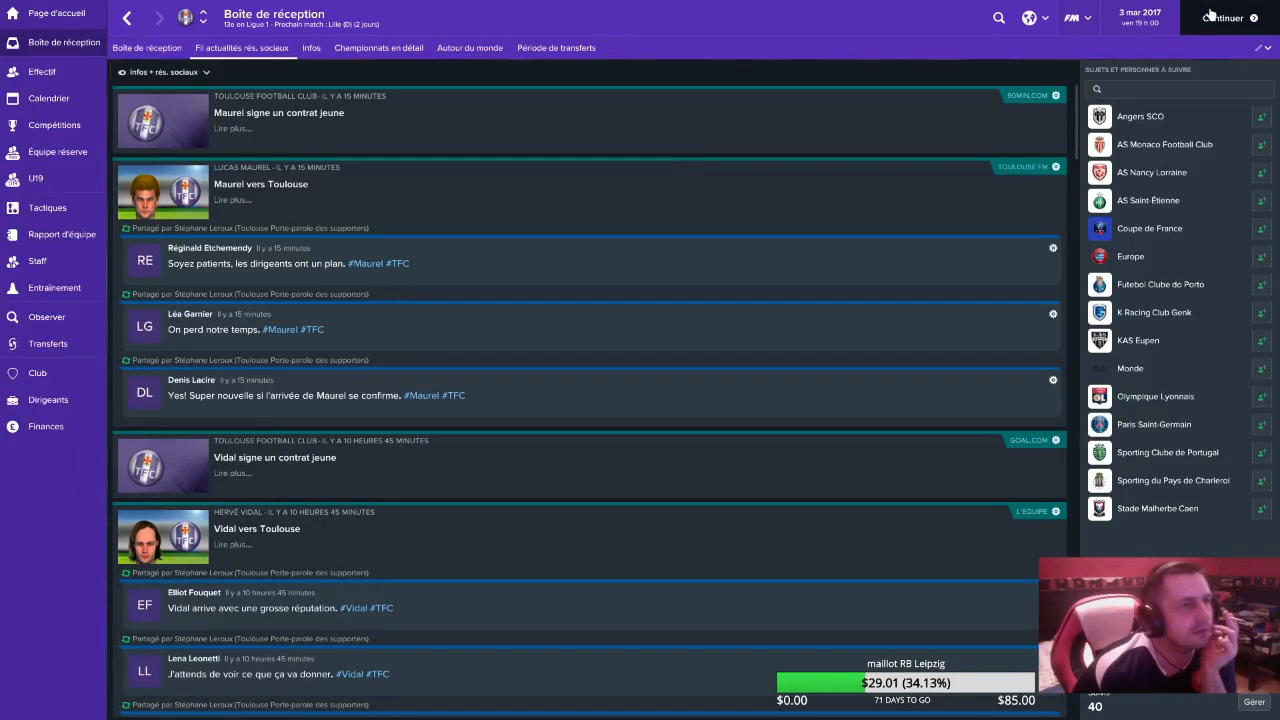 Page d'accueil
Boîte de réception
Effectif
Calendrier
Compétitions
Équipe réserve
U19
Tactiques
Rapport d'équipe
Staff
Entraînement
Observer
Transferts
Club
Dirigeants
Finances
Boîte de réception
13e en Ligue 1 - Prochain match : Lille (D) (2 jours)
FM
3 mar 2017
ven 19 h 00
Continuer
Boîte de réception
Fil actualités rés. sociaux
Infos
Championnats en détail
Autour du monde
Période de transferts
Infos + rés. sociaux
TOULOUSE FOOTBALL CLUB - IL Y A 15 MINUTES
90MIN.COM
Maurel signe un contrat jeune
Lire plus...
LUCAS MAUREL - IL Y A 15 MINUTES
TOULOUSE FM
Maurel vers Toulouse
Lire plus...
Partagé par Stéphane Leroux (Toulouse Porte-parole des supporters)
RE
Réginald Etchemendy Il y a 15 minutes
Soyez patients, les dirigeants ont un plan. #Maurel #TFC
Partagé par Stéphane Leroux (Toulouse Porte-parole des supporters)
LG
Léa Garnier Il y a 15 minutes
On perd notre temps. #Maurel #TFC
Partagé par Stéphane Leroux (Toulouse Porte-parole des supporters)
DL
Denis Lacire Il y a 15 minutes
Yes! Super nouvelle si l'arrivée de Maurel se confirme. #Maurel #TFC
TOULOUSE FOOTBALL CLUB - IL Y A 10 HEURES 45 MINUTES
GOAL.COM
Vidal signe un contrat jeune
Lire plus...
HERVÉ VIDAL - IL Y A 10 HEURES 45 MINUTES
L'EQUIPE
Vidal vers Toulouse
Lire plus...
Partagé par Stéphane Leroux (Toulouse Porte-parole des supporters)
EF
Elliot Fouquet Il y a 10 heures 45 minutes
Vidal arrive avec une grosse réputation. #Vidal #TFC
Partagé par Stéphane Leroux (Toulouse Porte-parole des supporters)
LL
Lena Leonetti Il y a 10 heures 45 minutes
J'attends de voir ce que ça va donner. #Vidal #TFC
Partagé par Stéphane Leroux (Toulouse Porte-parole des supporters)
SUJETS ET PERSONNES À SUIVRE
Angers SCO
AS Monaco Football Club
AS Nancy Lorraine
AS Saint-Étienne
Coupe de France
Europe
Futeboll Clube do Porto
K Racing Club Genk
KAS Eupen
Monde
Olympique Lyonnais
Paris Saint-Germain
Sporting Clube de Portugal
Sporting du Pays de Charleroi
Stade Malherbe Caen
Suivis
40
Gérer
maillot RB Leipzig
$29.01 (34.13%)
$0.00
71 DAYS TO GO
$85.00